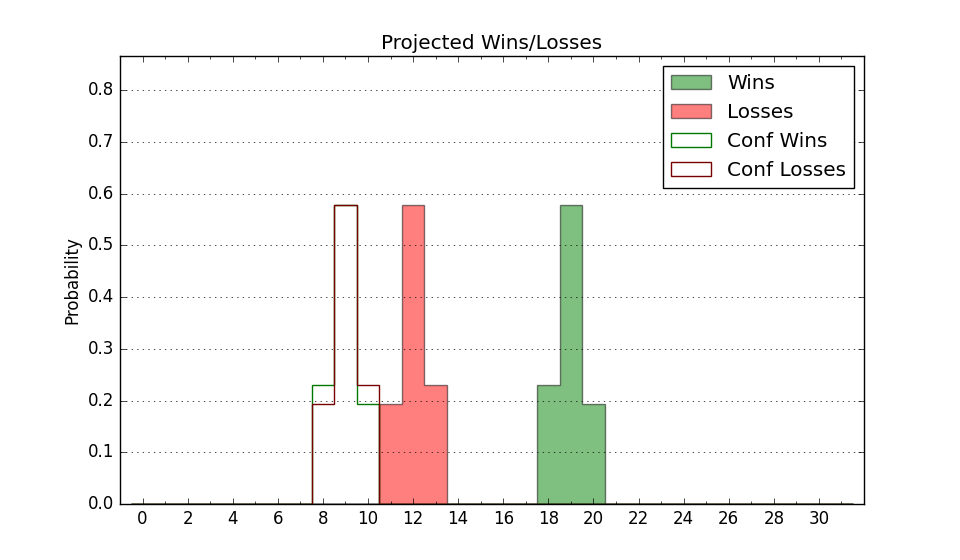 Projected Wins/Losses
Wins
Losses
Conf Wins
Conf Losses
Probability
0.8
0.7
0.6
0.5
0.4
0.3
0.2
0.1
0.0
0 2 4 6 8 10 12 14 16 18 20 22 24 26 28 30